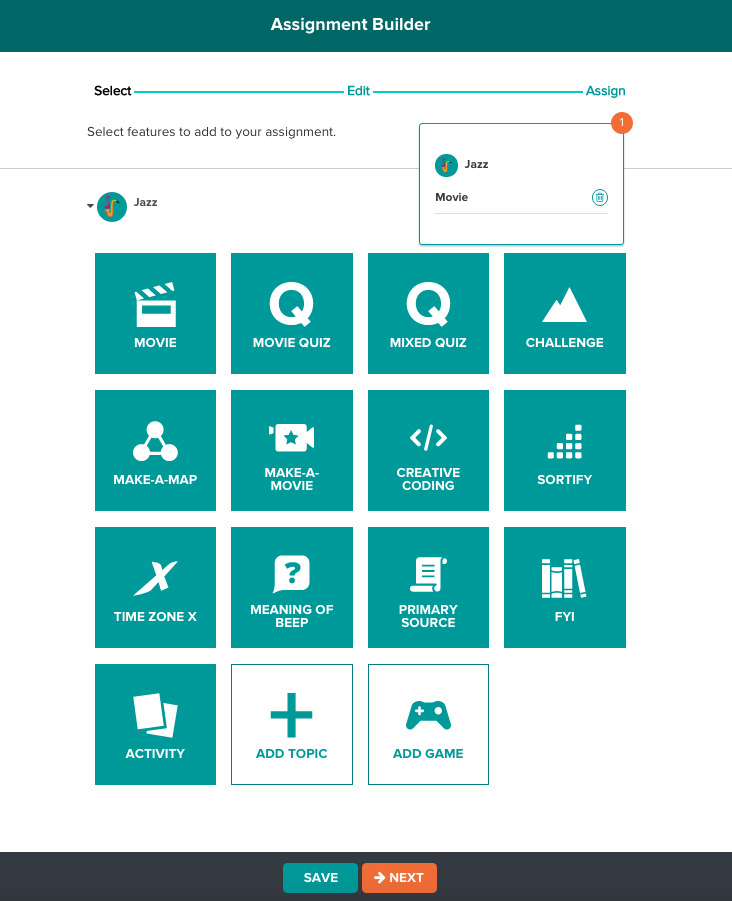 Assignment Builder
Select Edit Assign
Select features to add to your assignment.
1
Jazz
Movie
Jazz
MOVIE
MOVIE QUIZ
MIXED QUIZ
CHALLENGE
MAKE-A-MAP
MAKE-A-
MOVIE
CREATIVE
CODING
SORTIFY
TIME ZONE X
MEANING OF
BEEP
PRIMARY
SOURCE
FYI
ACTIVITY
ADD TOPIC
ADD GAME
SAVE
NEXT